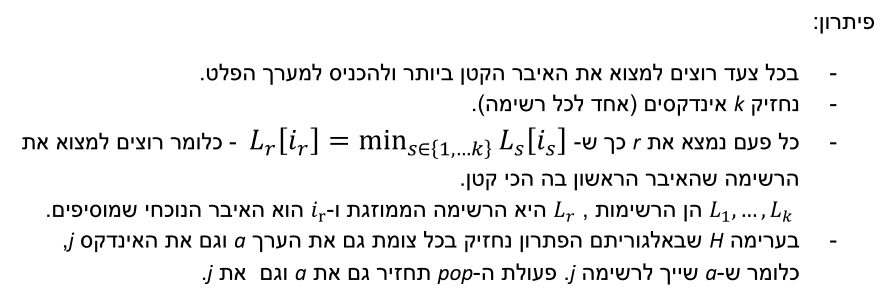 פיתרון:
- בכל צעד רוצים למצוא את האיבר הקטן ביותר ולהכניס למערך הפלט.
- נחזיק k אינדקסים (אחד לכל רשימה).
- כל פעם נמצא את r כך ש- L_r[i_r] = min_{s∈{1,…k}} L_s[i_s] - כלומר רוצים למצוא את
הרשימה שהאיבר הראשון בה הכי קטן.
L_1, … , L_k הן הרשימות , L_r היא הרשימה הממוזגת ו-i_r הוא האיבר הנוכחי שמוסיפים.
- בערימה H שבאלגוריתם הפתרון נחזיק בכל צומת גם את הערך a וגם את האינדקס j,
כלומר ש-a שייך לרשימה j. פעולת ה-pop תחזיר גם את a וגם את j.